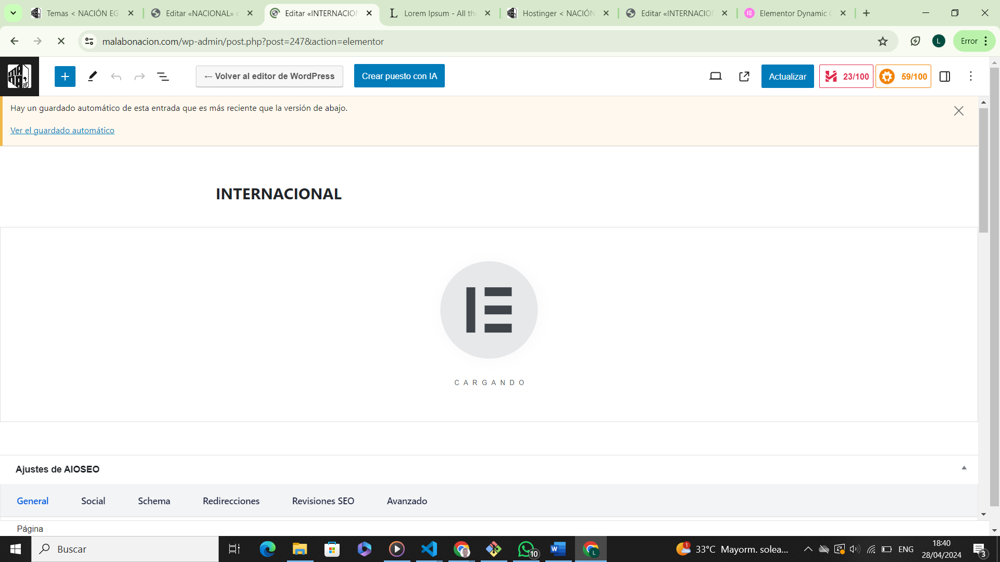 Temas < NACIÓN EG
Editar «NACIONAL» c
Editar «INTERNACION
Lorem Ipsum - All the
Hostinger < NACIÓN
Editar «INTERNACION
Elementor Dynamic C
malabonacion.com/wp-admin/post.php?post=247&action=elementor
L
Error
← Volver al editor de WordPress
Crear puesto con IA
Actualizar
23/100
59/100
Hay un guardado automático de esta entrada que es más reciente que la versión de abajo.
Ver el guardado automático
INTERNACIONAL
CARGANDO
Ajustes de AIOSEO
General
Social
Schema
Redirecciones
Revisiones SEO
Avanzado
Página
Buscar
10
1
33°C Mayorm. solea...
ENG
18:40
28/04/2024
3